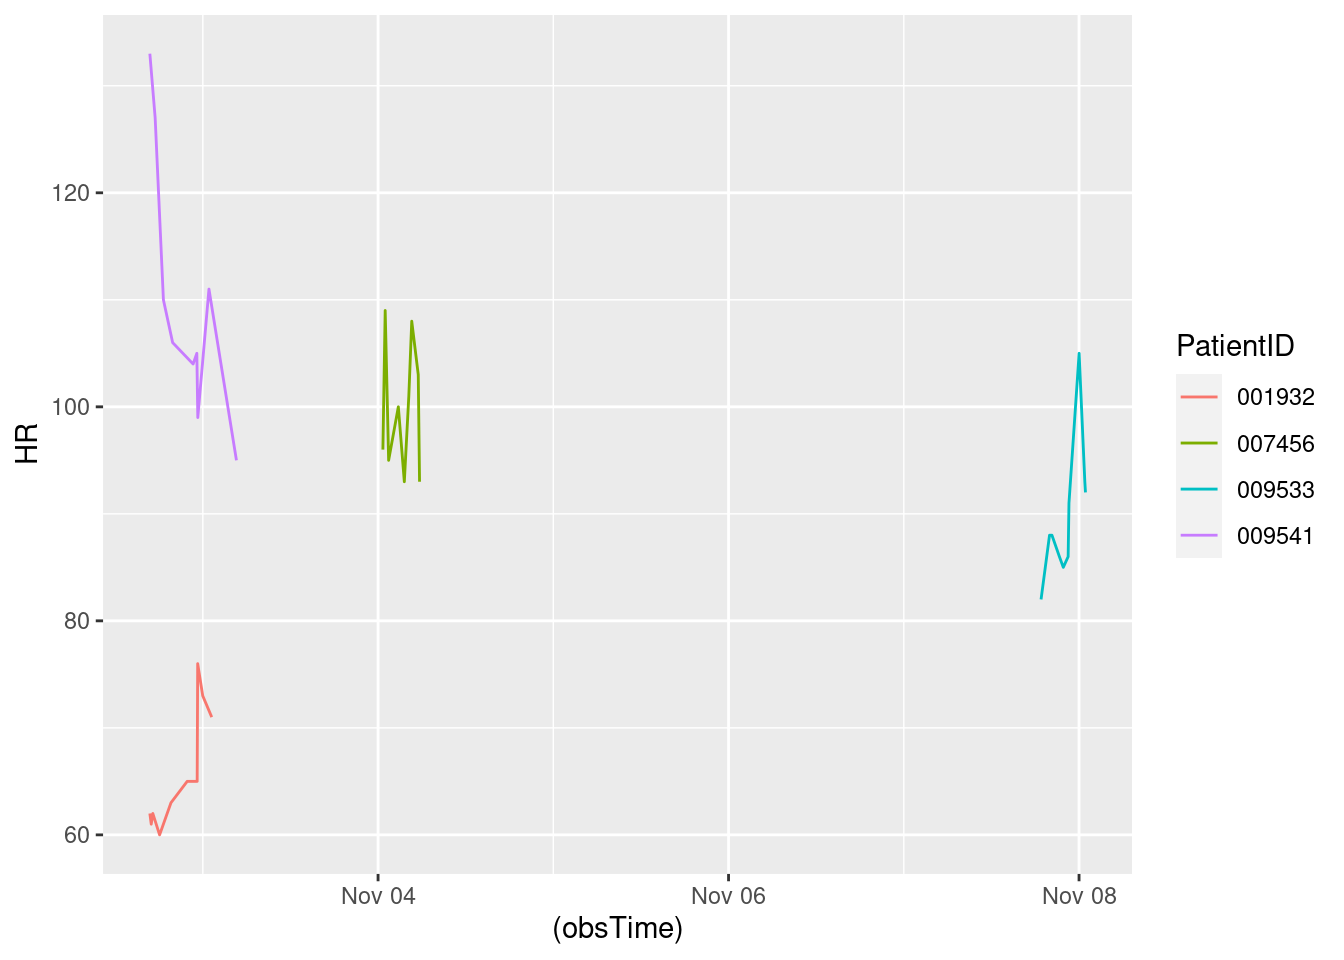 HR
120
100
80
60
Nov 04
Nov 06
Nov 08
(obsTime)
PatientID
001932
007456
009533
009541